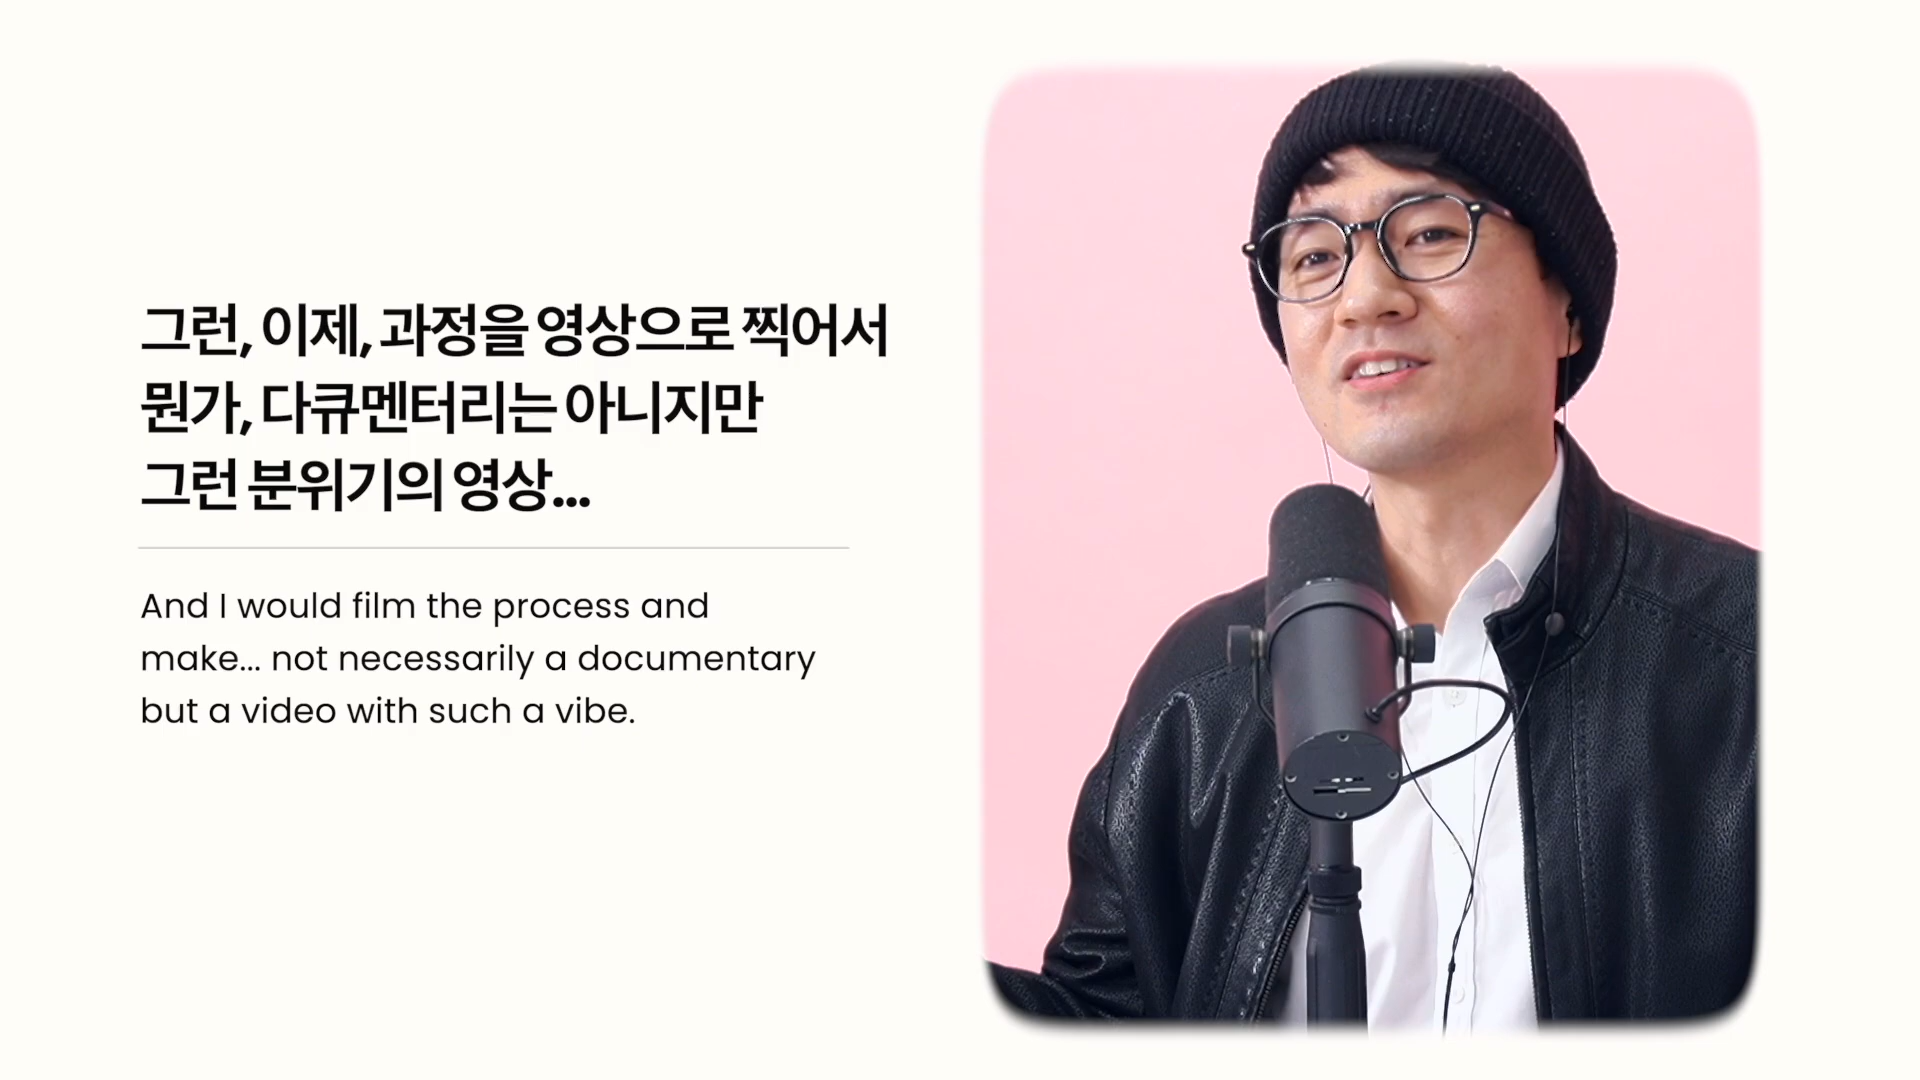 그런, 이제, 과정을 영상으로 찍어서
뭔가, 다큐멘터리는 아니지만
그런 분위기의 영상...
And I would film the process and
make... not necessarily a documentary
but a video with such a vibe.